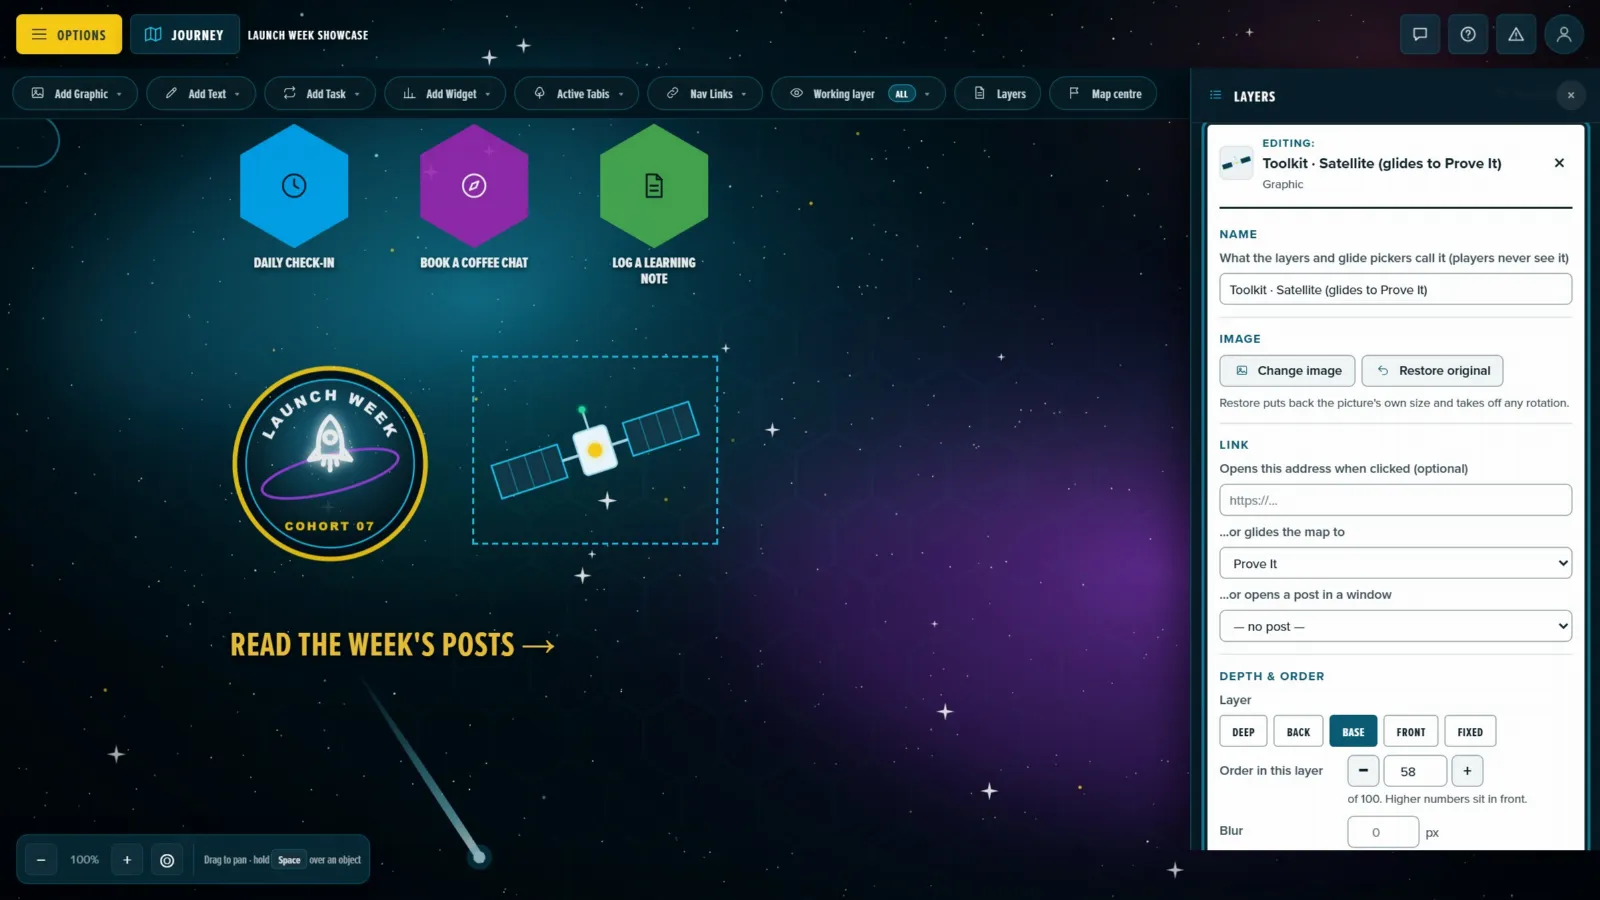 OPTIONS
JOURNEY
LAUNCH WEEK SHOWCASE
Add Graphic
Add Text
Add Task
Add Widget
Active Tabis
Nav Links
Working layer
ALL
Layers
Map centre
DAILY CHECK-IN
BOOK A COFFEE CHAT
LOG A LEARNING
NOTE
LAUNCH WEEK
COHORT 07
READ THE WEEK'S POSTS →
− 100% +
Drag to pan · hold Space over an object
LAYERS
×
EDITING:
Toolkit · Satellite (glides to Prove It)
Graphic
×
NAME
What the layers and glide pickers call it (players never see it)
Toolkit · Satellite (glides to Prove It)
IMAGE
Change image
Restore original
Restore puts back the picture's own size and takes off any rotation.
LINK
Opens this address when clicked (optional)
https://...
...or glides the map to
Prove It
...or opens a post in a window
— no post —
DEPTH & ORDER
Layer
DEEP
BACK
BASE
FRONT
FIXED
Order in this layer
− 58 +
of 100. Higher numbers sit in front.
Blur
0 px